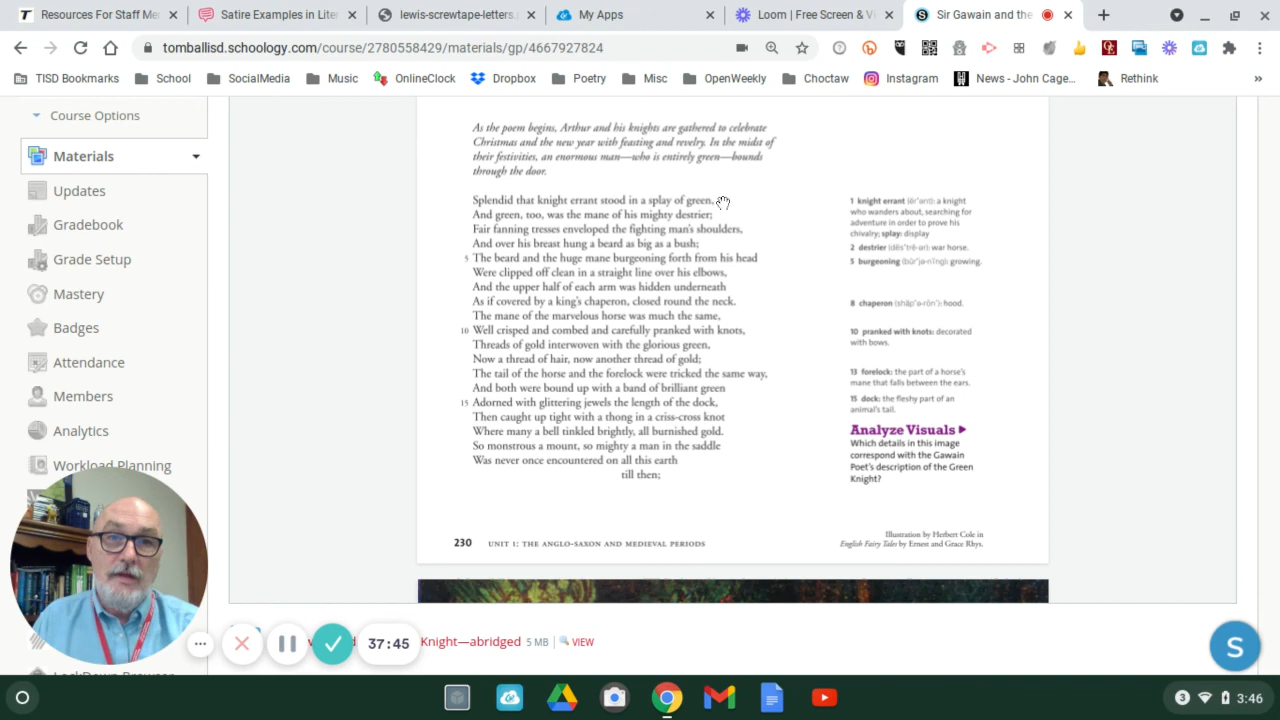 Resources For Staff Me
Satire Examples in Lite
lewis-screwtape-letters
My Apps
Loom | Free Screen & Vi
Sir Gawain and the
tomballisd.schoology.com/course/2780558429/materials/gp/4667927824
TISD Bookmarks
School
SocialMedia
Music
OnlineClock
Dropbox
Poetry
Misc
OpenWeekly
Choctaw
Instagram
News - John Cage...
Rethink
»
Course Options
Materials
Updates
Gradebook
Grade Setup
Mastery
Badges
Attendance
Members
Analytics
Workload Planning
LockDown Browser
As the poem begins, Arthur and his knights are gathered to celebrate
Christmas and the new year with feasting and revelry. In the midst of
their festivities, an enormous man—who is entirely green—bounds
through the door.
Splendid that knight errant stood in a splay of green,
And green, too, was the mane of his mighty destrier;
Fair fanning tresses enveloped the fighting man's shoulders,
And over his breast hung a beard as big as a bush;
5 The beard and the huge mane burgeoning forth from his head
Were clipped off clean in a straight line over his elbows,
And the upper half of each arm was hidden underneath
As if covered by a king's chaperon, closed round the neck.
The mane of the marvelous horse was much the same,
10 Well crisped and combed and carefully pranked with knots,
Threads of gold interwoven with the glorious green,
Now a thread of hair, now another thread of gold;
The tail of the horse and the forelock were tricked the same way,
And both were bound up with a band of brilliant green
15 Adorned with glittering jewels the length of the dock,
Then caught up tight with a thong in a criss-cross knot
Where many a bell tinkled brightly, all burnished gold.
So monstrous a mount, so mighty a man in the saddle
Was never once encountered on all this earth
till then;
1 knight errant (ĕr'ənt): a knight
who wanders about, searching for
adventure in order to prove his
chivalry; splay: display
2 destrier (dĕs'trē-ər): war horse.
5 burgeoning (bûr'jə-nĭng): growing.
8 chaperon (shăp'ə-rōn'): hood.
10 pranked with knots: decorated
with bows.
13 forelock: the part of a horse's
mane that falls between the ears.
15 dock: the fleshy part of an
animal's tail.
Analyze Visuals ▶
Which details in this image
correspond with the Gawain
Poet's description of the Green
Knight?
230 UNIT 1: THE ANGLO-SAXON AND MEDIEVAL PERIODS
Illustration by Herbert Cole in
English Fairy Tales by Ernest and Grace Rhys.
Knight—abridged 5 MB VIEW
37:45
S
3 3:46